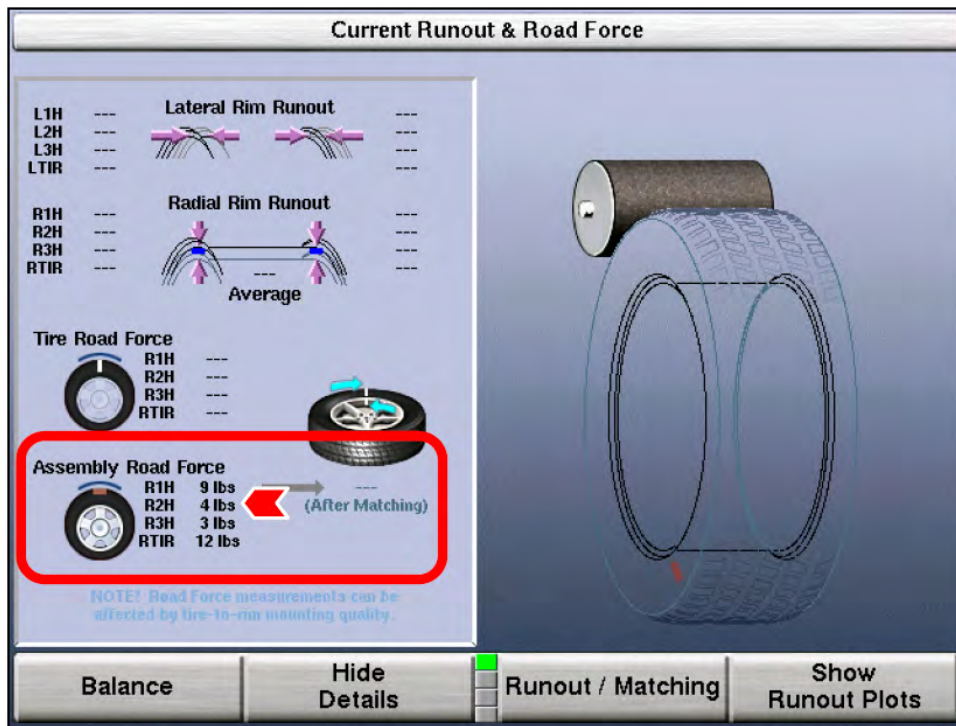 Current Runout & Road Force
Lateral Rim Runout
L1H --- ---
L2H --- ---
L3H --- ---
LTIR --- ---
Radial Rim Runout
R1H --- ---
R2H --- ---
R3H --- ---
RTIR --- --- ---
Average
Tire Road Force
R1H ---
R2H ---
R3H ---
RTIR ---
Assembly Road Force
R1H 9 lbs ---
R2H 4 lbs (After Matching)
R3H 3 lbs
RTIR 12 lbs
NOTE! Road Force measurements can be
affected by tire-to-rim mounting quality.
Balance
Hide
Details
Runout / Matching
Show
Runout Plots